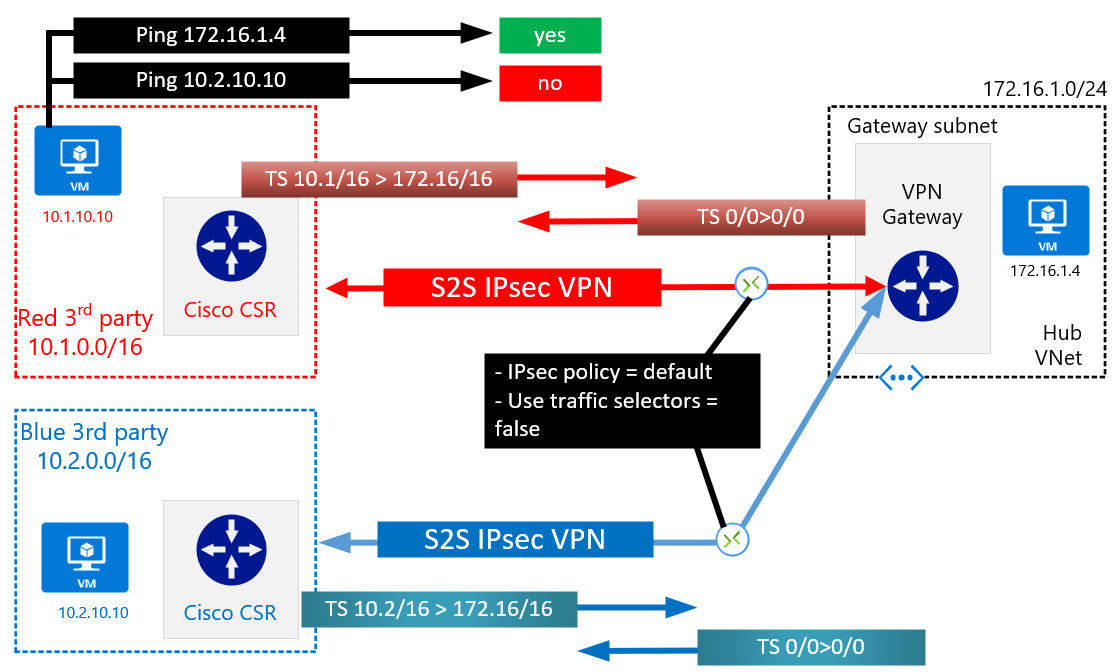 Ping 172.16.1.4
yes
Ping 10.2.10.10
no
172.16.1.0/24
Gateway subnet
VM
10.1.10.10
TS 10.1/16 > 172.16/16
VPN
Gateway
TS 0/0>0/0
VM
172.16.1.4
S2S IPsec VPN
Cisco CSR
Red 3rd party
10.1.0.0/16
Hub
VNet
- IPsec policy = default
- Use traffic selectors =
false
Blue 3rd party
10.2.0.0/16
S2S IPsec VPN
VM
10.2.10.10
Cisco CSR
TS 10.2/16 > 172.16/16
TS 0/0>0/0